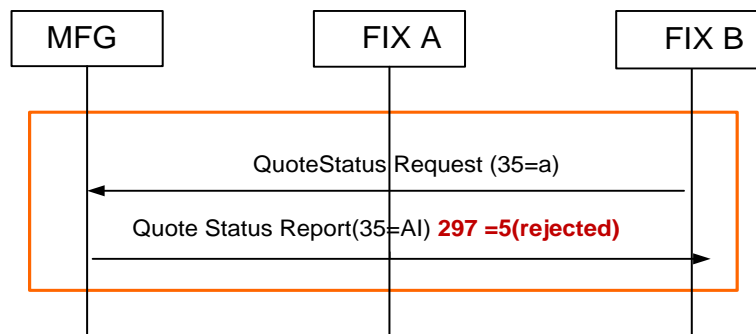 MFG
FIX A
FIX B
QuoteStatus Request (35=a)
Quote Status Report(35=AI) 297 =5(rejected)